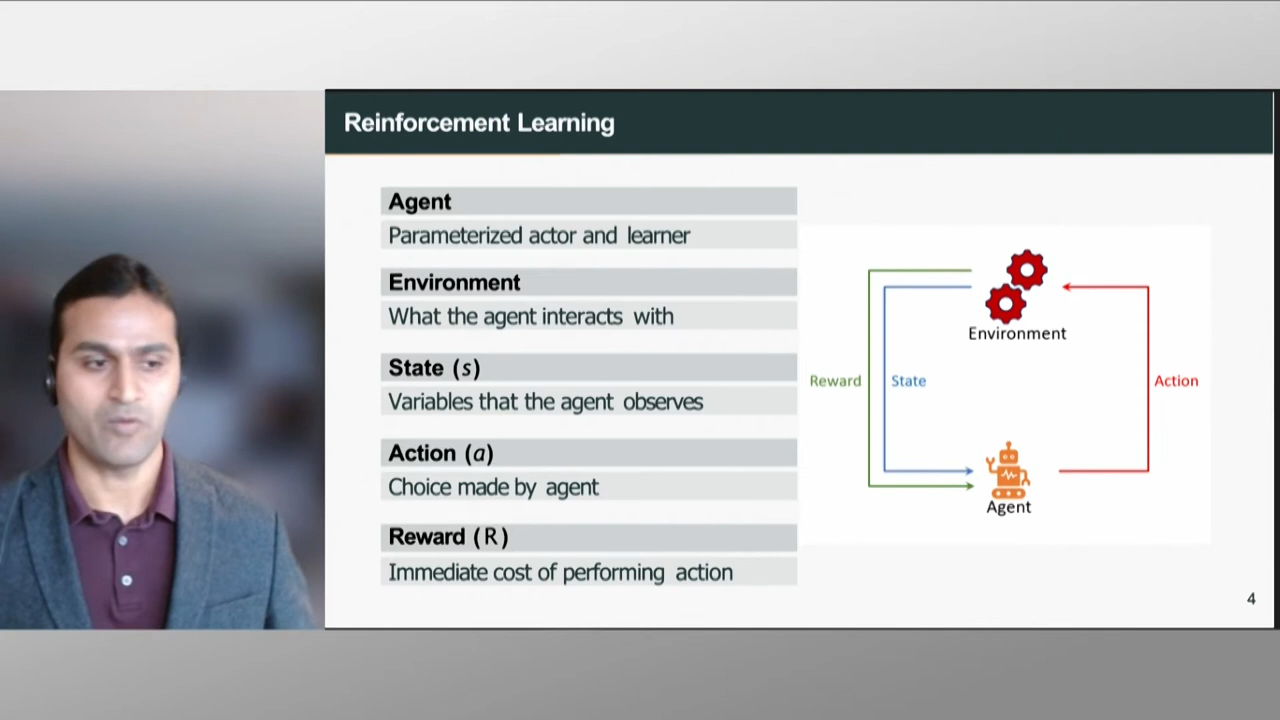 Reinforcement Learning
Agent
Parameterized actor and learner
Environment
What the agent interacts with
State (s)
Variables that the agent observes
Action (a)
Choice made by agent
Reward (R)
Immediate cost of performing action
Environment
Reward
State
Action
Agent
4